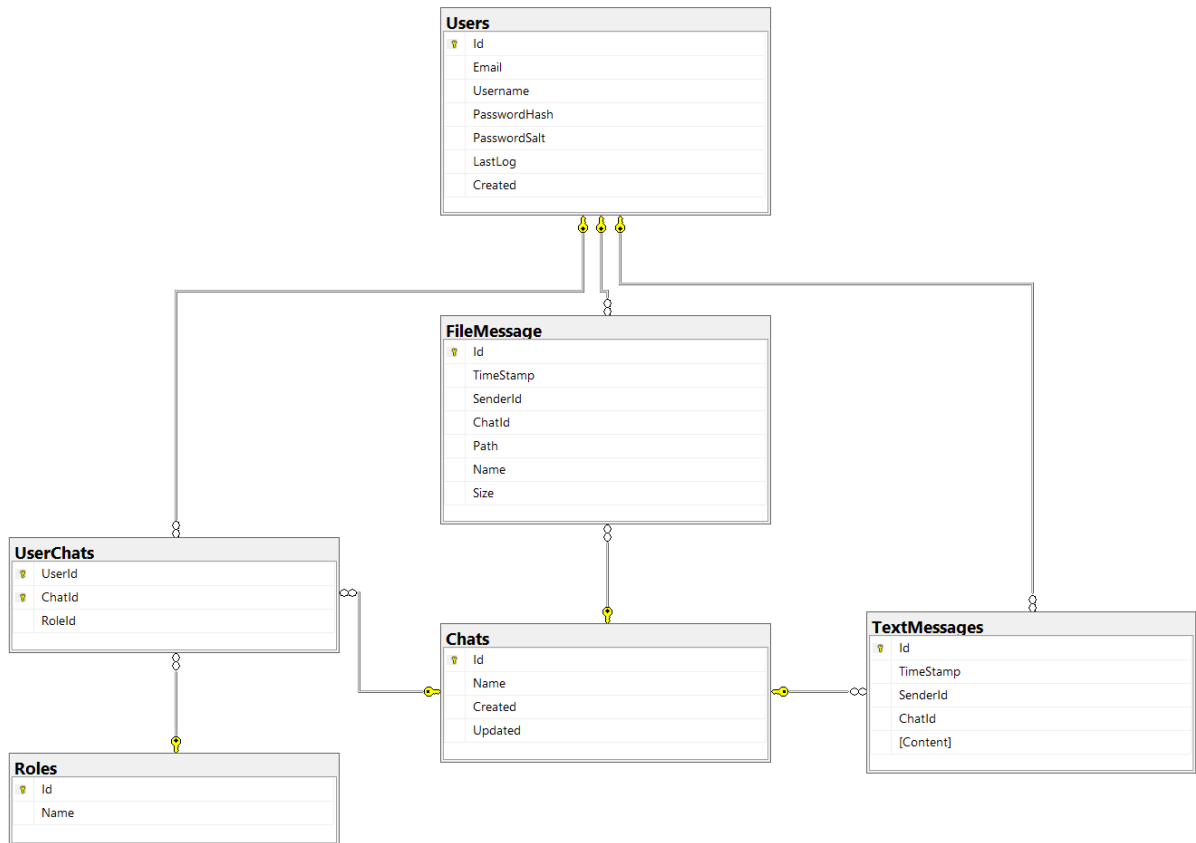 Users
Id
Email
Username
PasswordHash
PasswordSalt
LastLog
Created
FileMessage
Id
TimeStamp
SenderId
ChatId
Path
Name
Size
UserChats
UserId
ChatId
RoleId
Chats
Id
Name
Created
Updated
TextMessages
Id
TimeStamp
SenderId
ChatId
[Content]
Roles
Id
Name